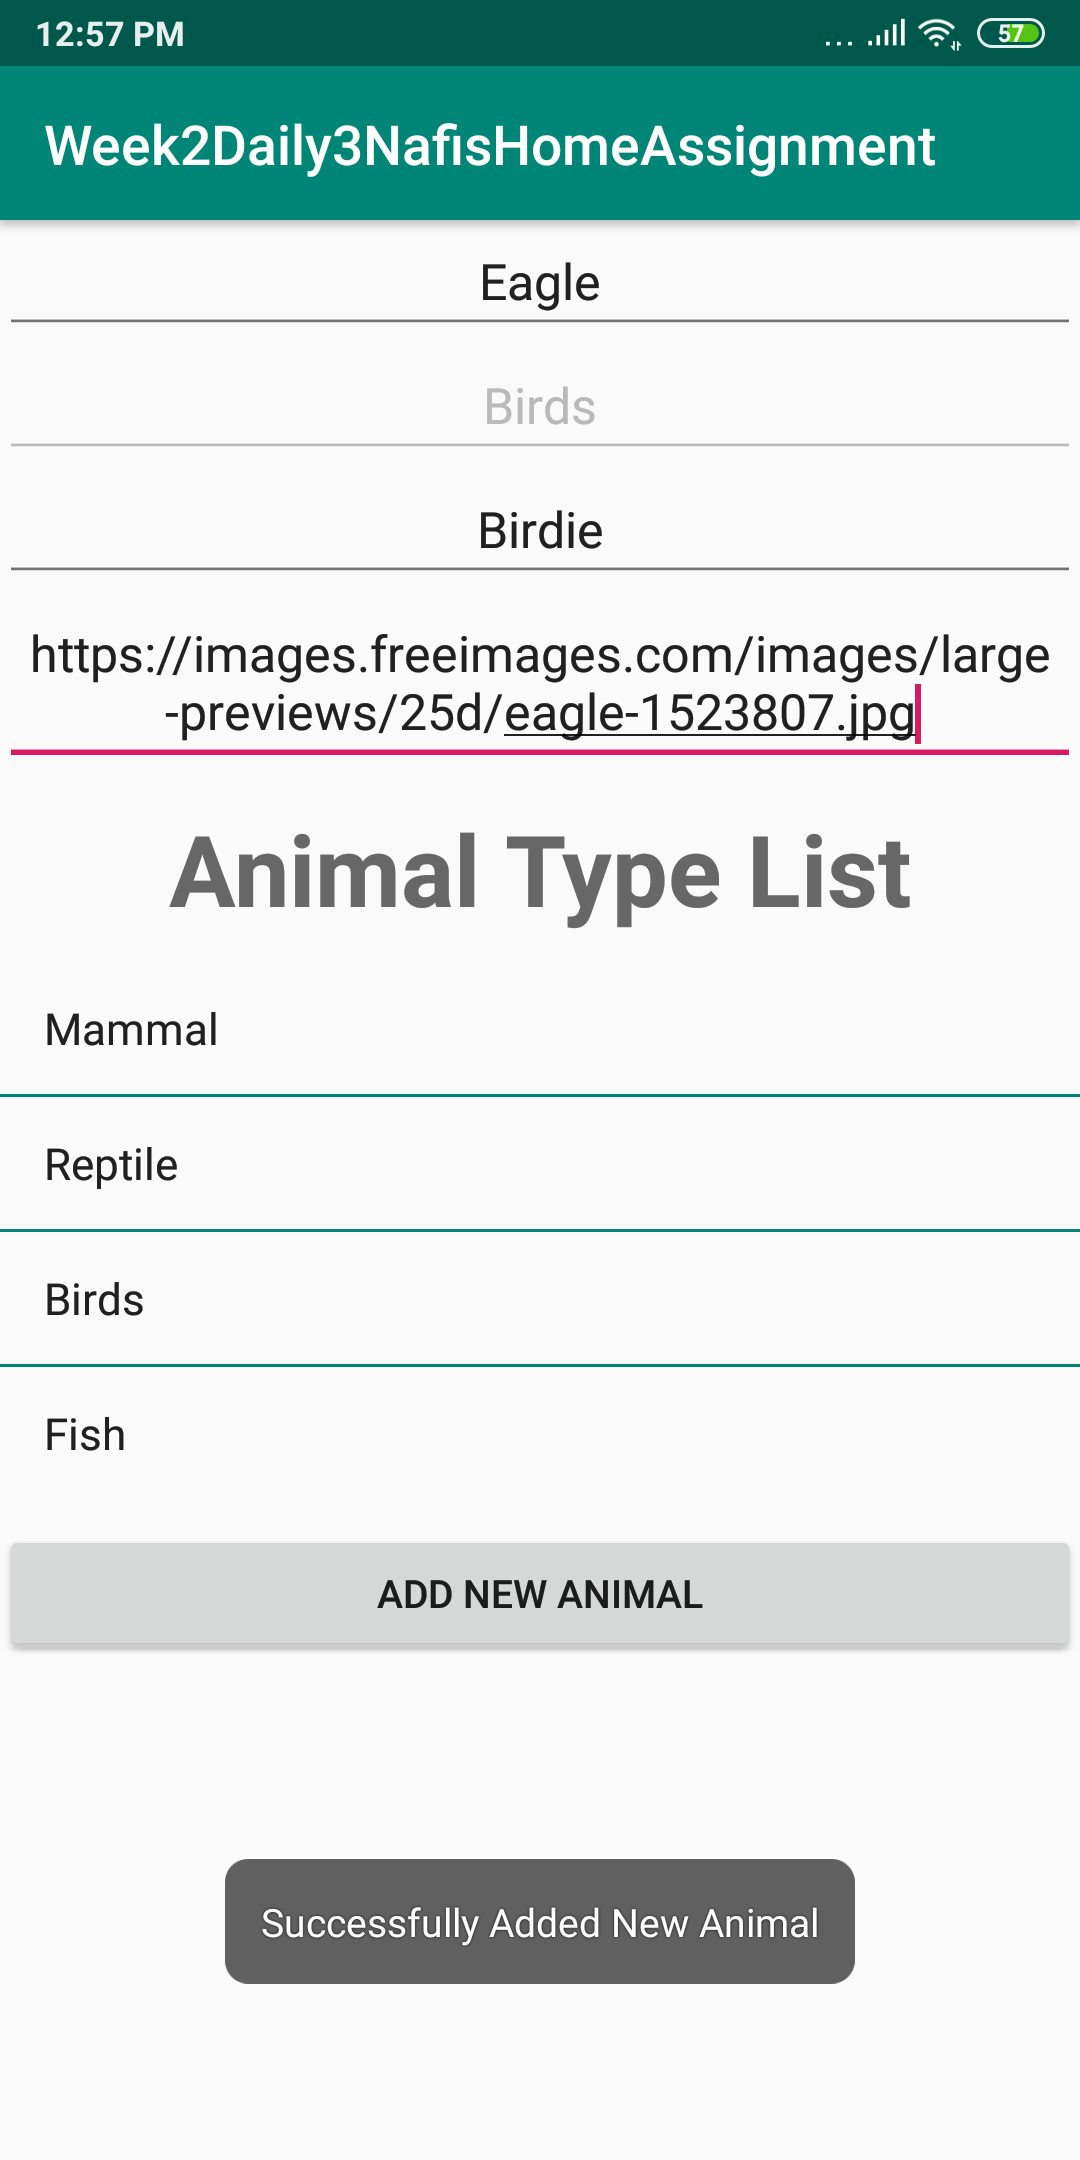 12:57 PM
... 57
Week2Daily3NafisHomeAssignment
Eagle
Birds
Birdie
https://images.freeimages.com/images/large
-previews/25d/eagle-1523807.jpg
Animal Type List
Mammal
Reptile
Birds
Fish
ADD NEW ANIMAL
Successfully Added New Animal